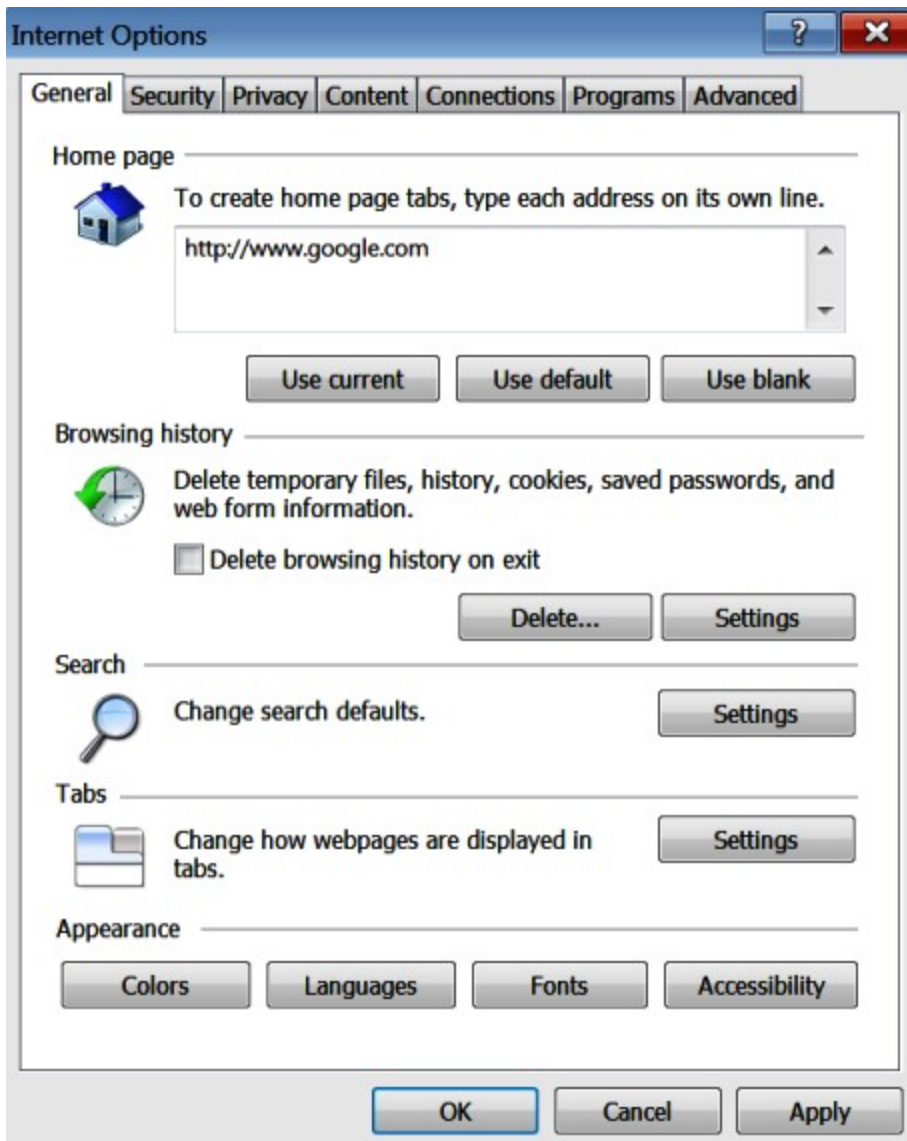 Internet Options
?
General Security Privacy Content Connections Programs Advanced
Home page
To create home page tabs, type each address on its own line.
http://www.google.com
Use current Use default Use blank
Browsing history
Delete temporary files, history, cookies, saved passwords, and
web form information.
Delete browsing history on exit
Delete... Settings
Search
Change search defaults. Settings
Tabs
Change how webpages are displayed in Settings
tabs.
Appearance
Colors Languages Fonts Accessibility
OK Cancel Apply